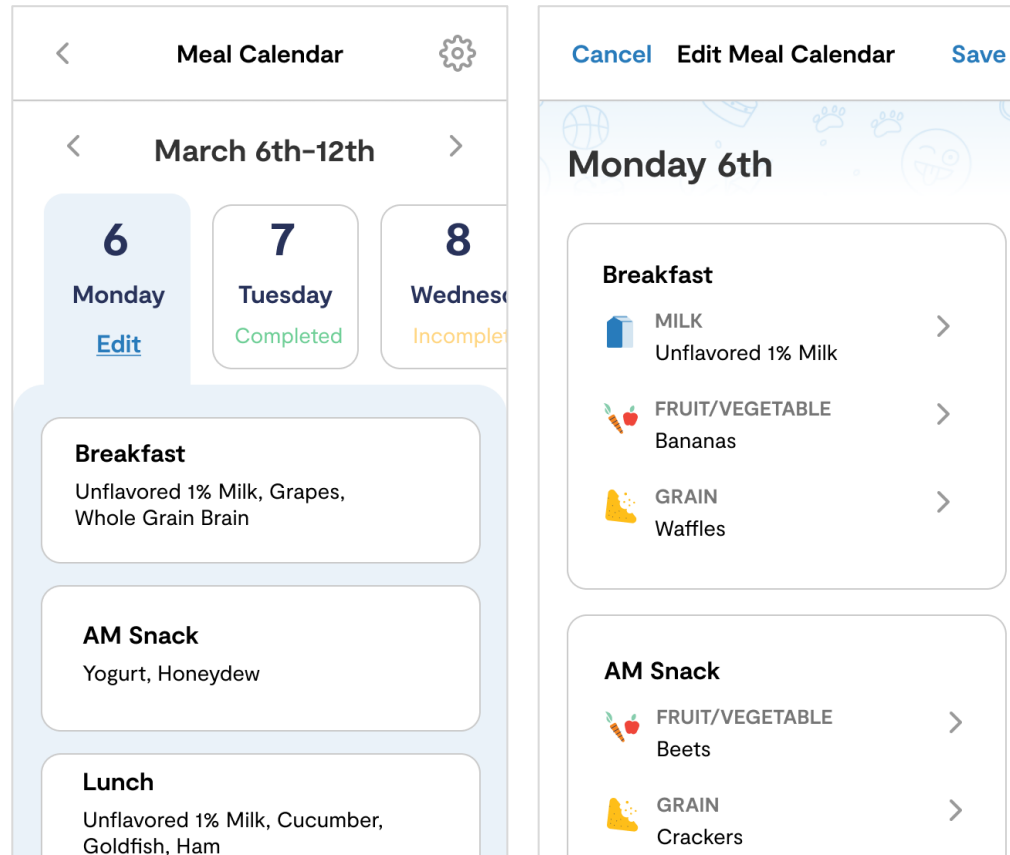 Meal Calendar
March 6th-12th
6
Monday
Edit
7
Tuesday
Completed
8
Wednesd
Incomplet
Breakfast
Unflavored 1% Milk, Grapes,
Whole Grain Brain
AM Snack
Yogurt, Honeydew
Lunch
Unflavored 1% Milk, Cucumber,
Goldfish, Ham
Cancel
Edit Meal Calendar
Save
Monday 6th
Breakfast
MILK
Unflavored 1% Milk
FRUIT/VEGETABLE
Bananas
GRAIN
Waffles
AM Snack
FRUIT/VEGETABLE
Beets
GRAIN
Crackers